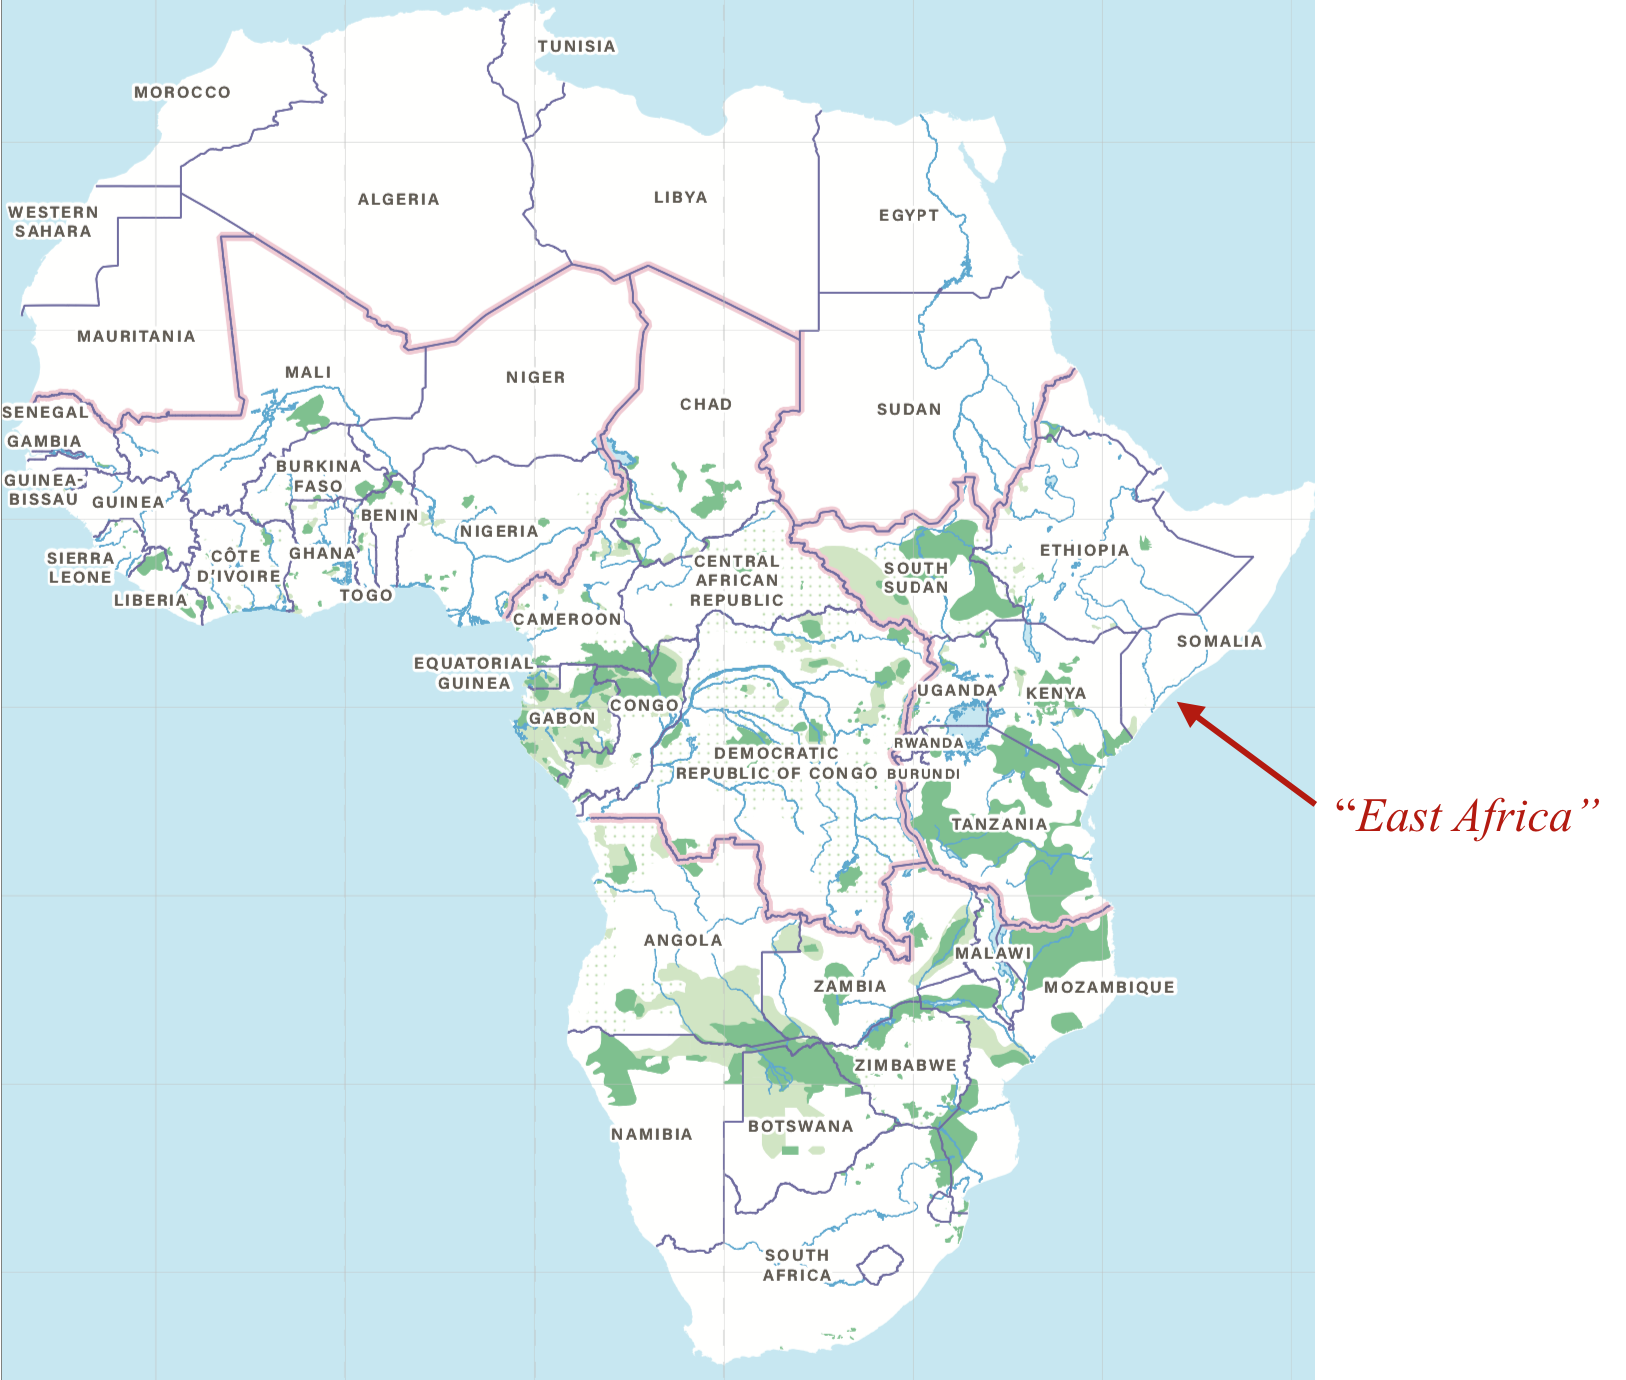 TUNISIA
MOROCCO
ALGERIA
LIBYA
EGYPT
WESTERN
SAHARA
MAURITANIA
MALI
NIGER
CHAD
SUDAN
SENEGAL
GAMBIA
GUINEA-
BISSAU
GUINEA
BURKINA
FASO
BENIN
NIGERIA
SIERRA
LEONE
CÔTE
D'IVOIRE
GHANA
TOGO
LIBERIA
CENTRAL
AFRICAN
REPUBLIC
SOUTH
SUDAN
ETHIOPIA
CAMEROON
SOMALIA
EQUATORIAL
GUINEA
GABON
CONGO
UGANDA
KENYA
RWANDA
DEMOCRATIC
REPUBLIC OF CONGO
BURUNDI
TANZANIA
“East Africa”
ANGOLA
MALAWI
ZAMBIA
MOZAMBIQUE
ZIMBABWE
NAMIBIA
BOTSWANA
SOUTH
AFRICA